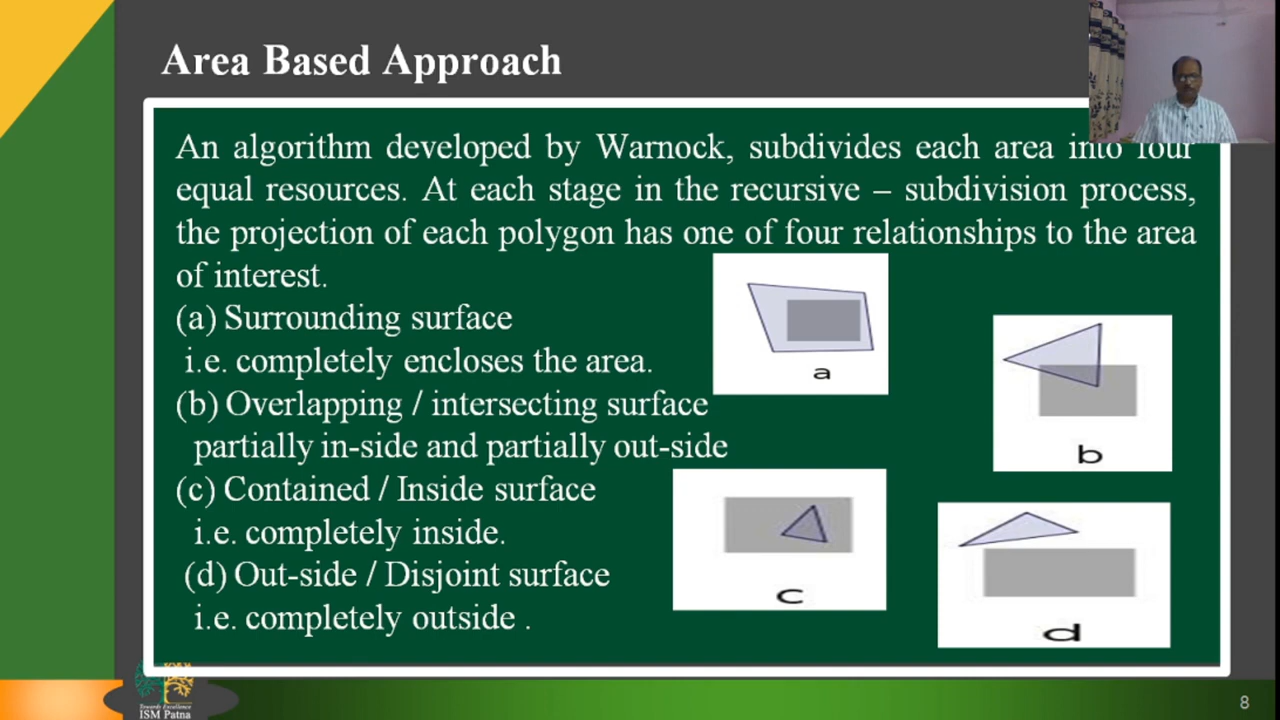 Area Based Approach
An algorithm developed by Warnock, subdivides each area into four
equal resources. At each stage in the recursive – subdivision process,
the projection of each polygon has one of four relationships to the area
of interest.
(a) Surrounding surface
i.e. completely encloses the area.
(b) Overlapping / intersecting surface
partially in-side and partially out-side
(c) Contained / Inside surface
i.e. completely inside.
(d) Out-side / Disjoint surface
i.e. completely outside .
a
b
c
d
Towards Excellence
ISM Patna
8